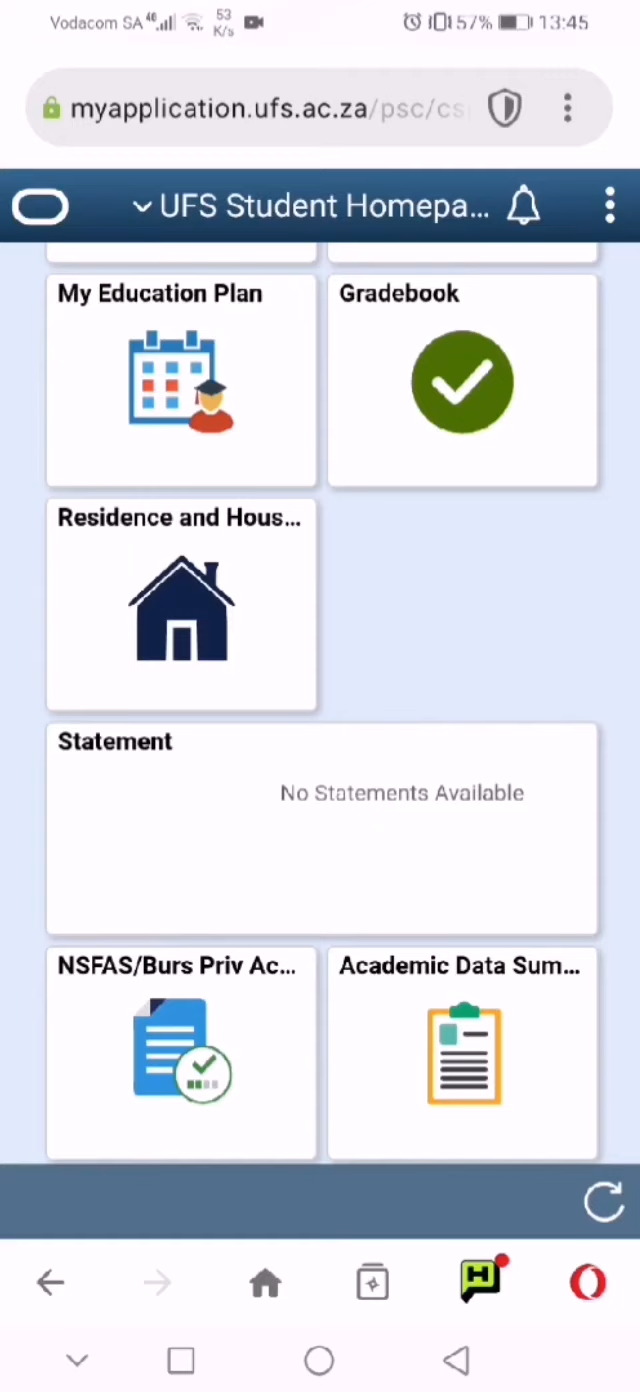 Vodacom SA 4G 53 K/s 57% 13:45
myapplication.ufs.ac.za/psc/cs
UFS Student Homepa...
My Education Plan Gradebook
Residence and Hous...
Statement
No Statements Available
NSFAS/Burs Priv Ac... Academic Data Sum...